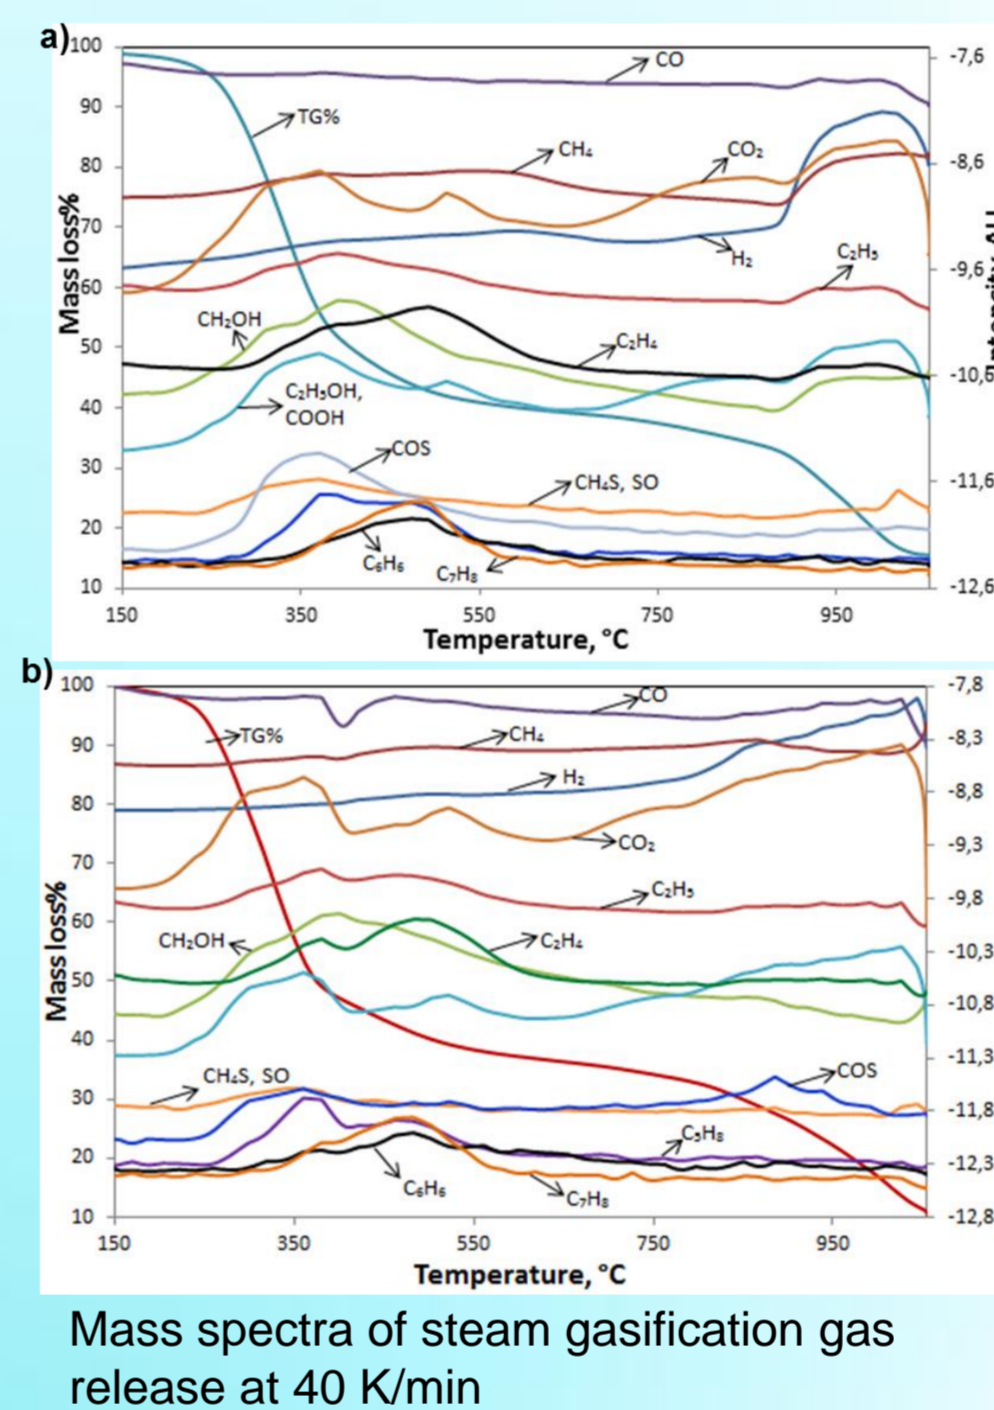 a)
100
90
80
70
60
50
40
30
20
10
Mass loss%
CO
TG%
CH₄
CO₂
H₂
C₂H₅
CH₂OH
C₂H₄
C₂H₅OH,
COOH
COS
CH₄S, SO
C₆H₆
C₇H₈
-7,6
-8,6
-9,6
-10,6
-11,6
-12,6
150 350 550 750 950
Temperature, °C
b)
100
90
80
70
60
50
40
30
20
10
Mass loss%
CO
TG%
CH₄
H₂
CO₂
C₂H₅
CH₂OH
C₂H₄
CH₄S, SO
COS
C₅H₈
C₆H₆
C₇H₈
-7,8
-8,3
-8,8
-9,3
-9,8
-10,3
-10,8
-11,3
-11,8
-12,3
-12,8
150 350 550 750 950
Temperature, °C
Mass spectra of steam gasification gas
release at 40 K/min